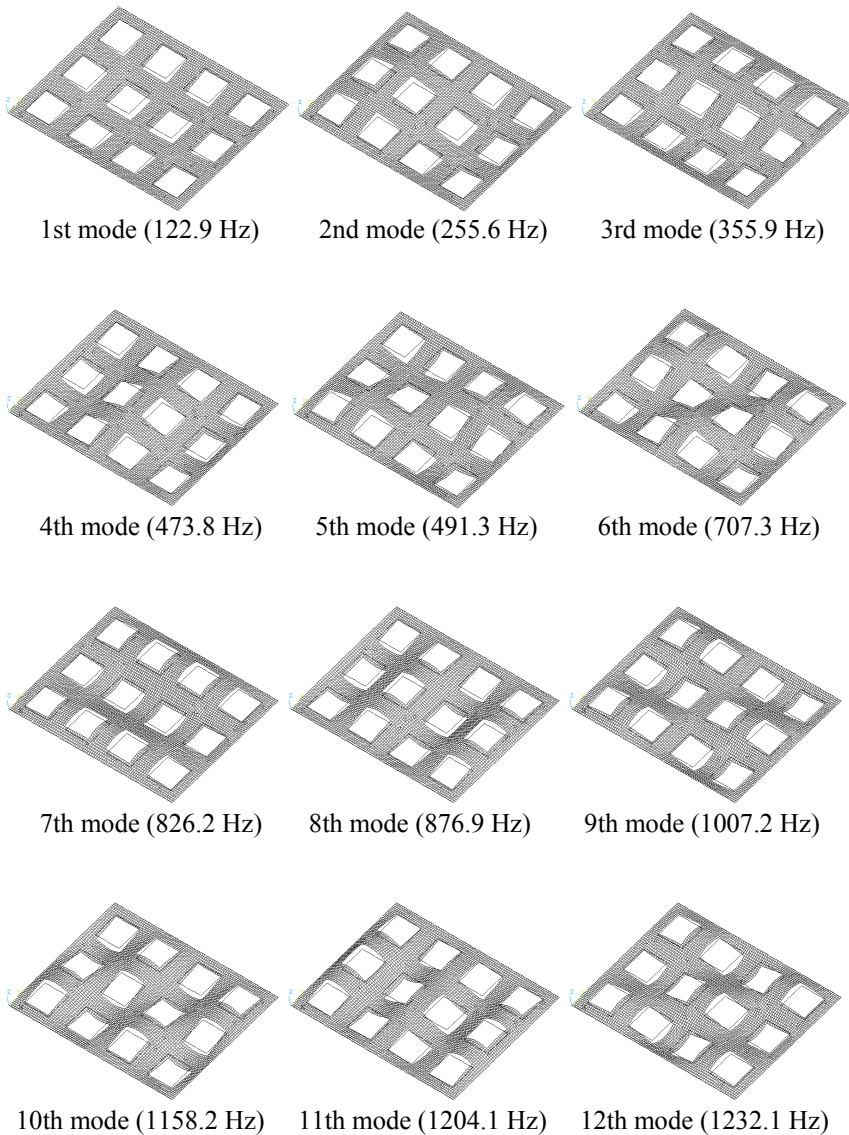 1st mode (122.9 Hz) 2nd mode (255.6 Hz) 3rd mode (355.9 Hz)
4th mode (473.8 Hz) 5th mode (491.3 Hz) 6th mode (707.3 Hz)
7th mode (826.2 Hz) 8th mode (876.9 Hz) 9th mode (1007.2 Hz)
10th mode (1158.2 Hz) 11th mode (1204.1 Hz) 12th mode (1232.1 Hz)